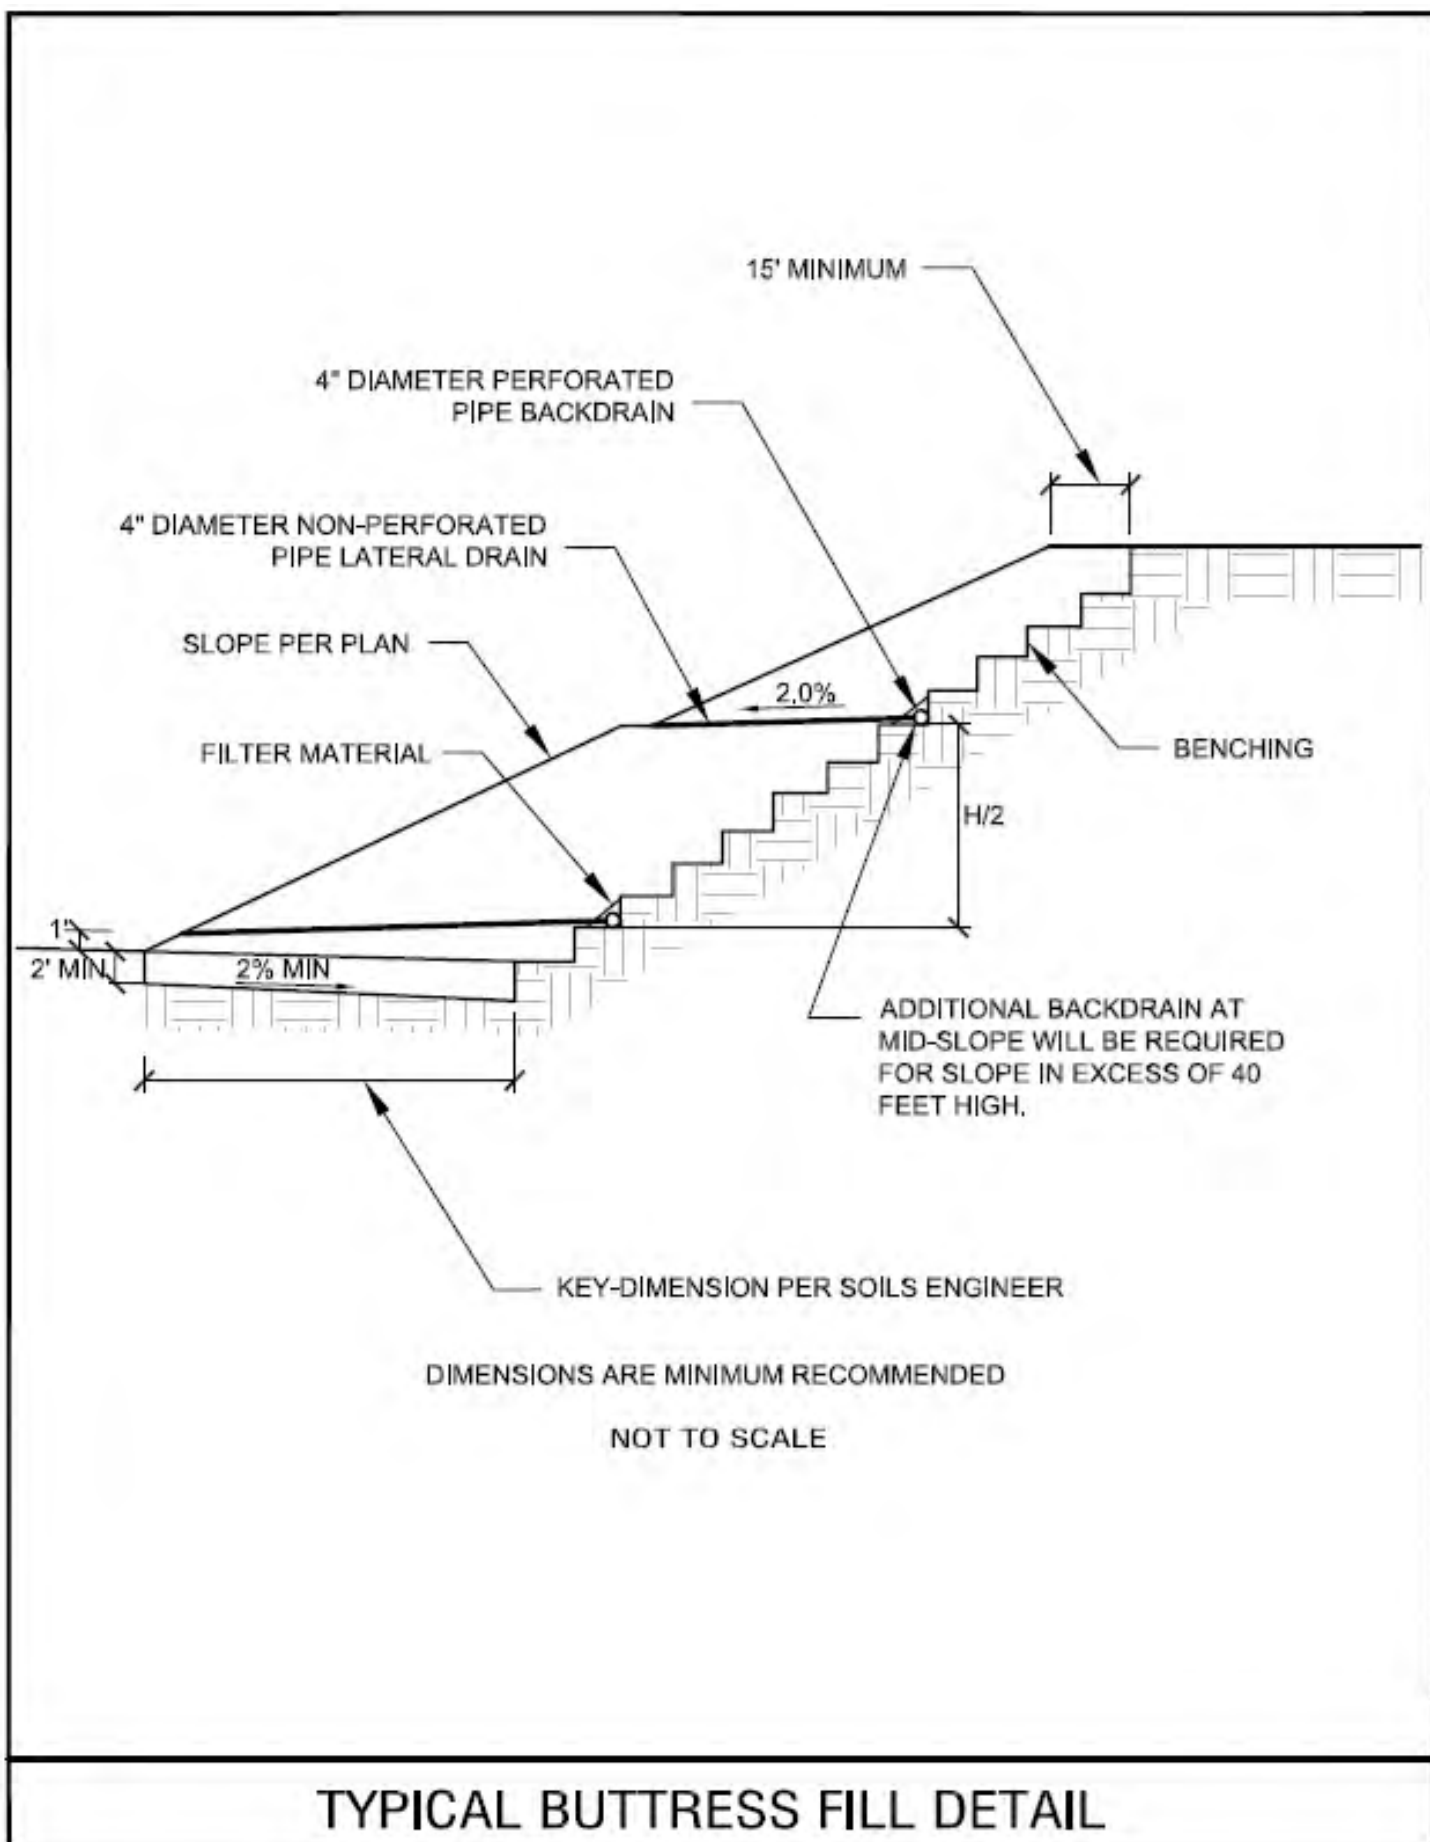 15' MINIMUM
4" DIAMETER PERFORATED
PIPE BACKDRAIN
4" DIAMETER NON-PERFORATED
PIPE LATERAL DRAIN
SLOPE PER PLAN
2.0%
FILTER MATERIAL
BENCHING
H/2
1'
2' MIN
2% MIN
ADDITIONAL BACKDRAIN AT
MID-SLOPE WILL BE REQUIRED
FOR SLOPE IN EXCESS OF 40
FEET HIGH.
KEY-DIMENSION PER SOILS ENGINEER
DIMENSIONS ARE MINIMUM RECOMMENDED
NOT TO SCALE
TYPICAL BUTTRESS FILL DETAIL